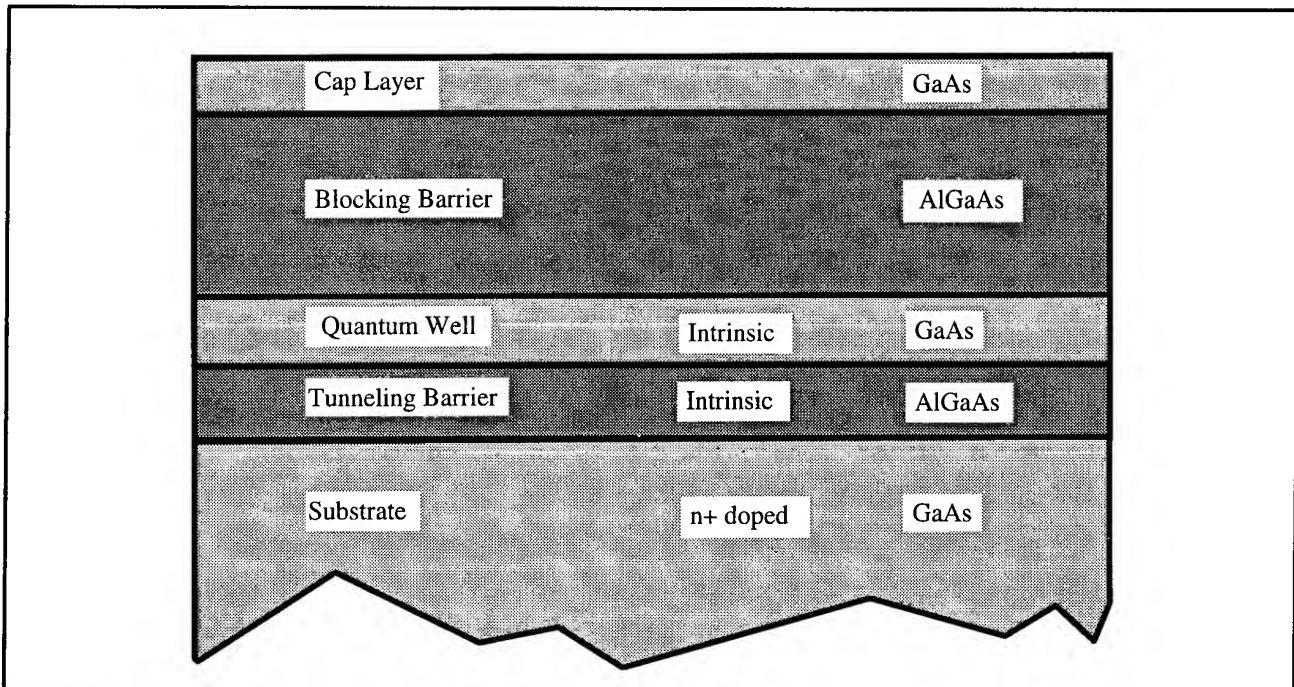 Cap Layer GaAs
Blocking Barrier AlGaAs
Quantum Well Intrinsic GaAs
Tunneling Barrier Intrinsic AlGaAs
Substrate n+ doped GaAs